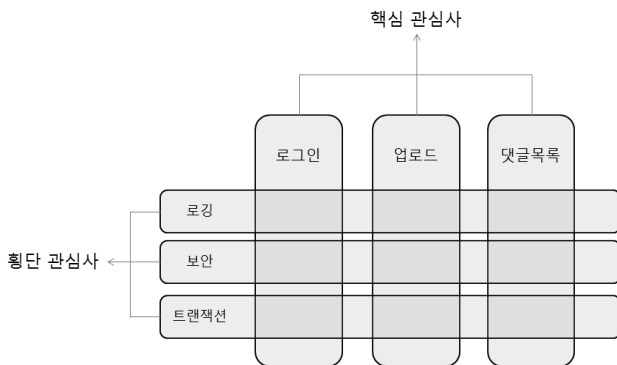 핵심 관심사
로그인
업로드
댓글목록
로깅
횡단 관심사
보안
트랜잭션